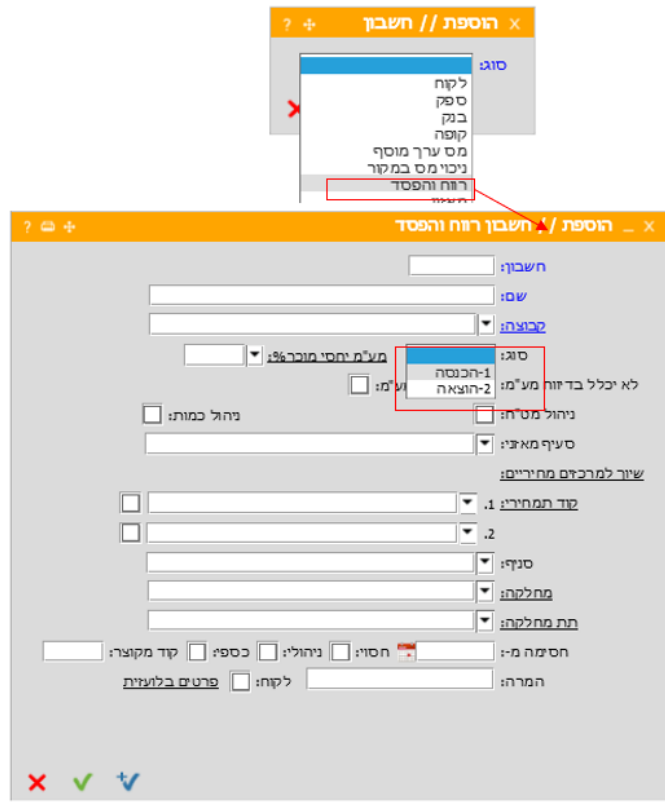 הוספת // חשבון
סוג:
לקוח
ספק
בנק
קופה
מס ערך מוסף
ניכוי מס במקור
רווח והפסד
הוספת // חשבון רווח והפסד
חשבון:
שם:
קבוצה:
סוג: מע"מ יחסי מוכר%:
1-הכנסה
לא יכלל בדיווח מע"מ: 2-הוצאה
ניהול מט"ח: ניהול כמות:
סעיף מאזני:
שיוך למרכזים מחיריים:
קוד תמחירי: 1.
2.
סניף:
מחלקה:
תת מחלקה:
חסימה מ-: חסוי: ניהולי: כספי: קוד מקוצר:
המרה: לקוח: פרטים בלועזית